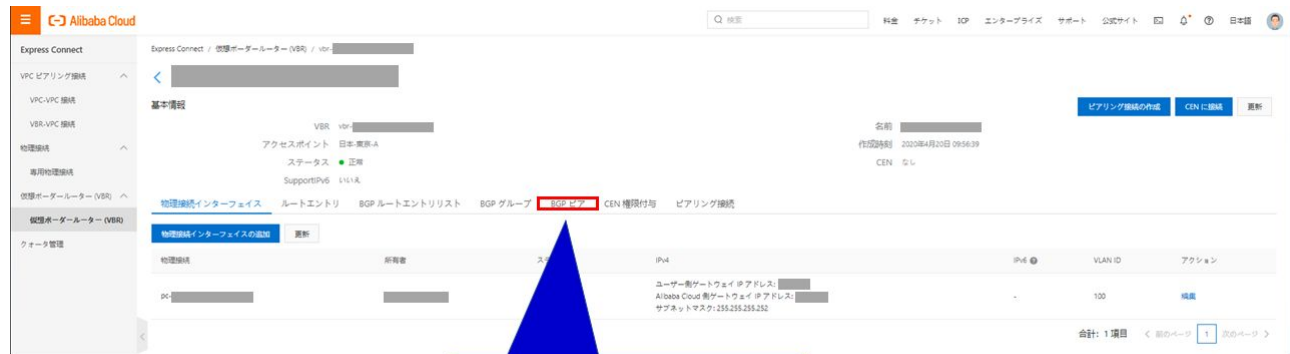 Alibaba Cloud
検索
料金 チケット ICP エンタープライズ サポート 公式サイト 日本語
Express Connect
Express Connect / 仮想ボーダールーター (VBR) / vbr-
VPC ピアリング接続
VPC-VPC 接続
VBR-VPC 接続
物理接続
専用物理接続
仮想ボーダールーター (VBR)
仮想ボーダールーター (VBR)
クォータ管理
基本情報
ピアリング接続の作成 CEN に接続 更新
VBR vbr-
名前
アクセスポイント 日本-東京-A
作成時刻 2020年4月20日 09:56:39
ステータス 正常
CEN なし
SupportIPv6 いいえ
物理接続インターフェイス ルートエントリ BGP ルートエントリリスト BGP グループ BGP ピア CEN 権限付与 ピアリング接続
物理接続インターフェイスの追加 更新
物理接続 所有者 IPv4 IPv6 VLAN ID アクション
pc-
ユーザー側ゲートウェイ IP アドレス:
Alibaba Cloud 側ゲートウェイ IP アドレス:
サブネットマスク: 255.255.255.252
- 100 編集
合計: 1 項目 前のページ 1 次のページ